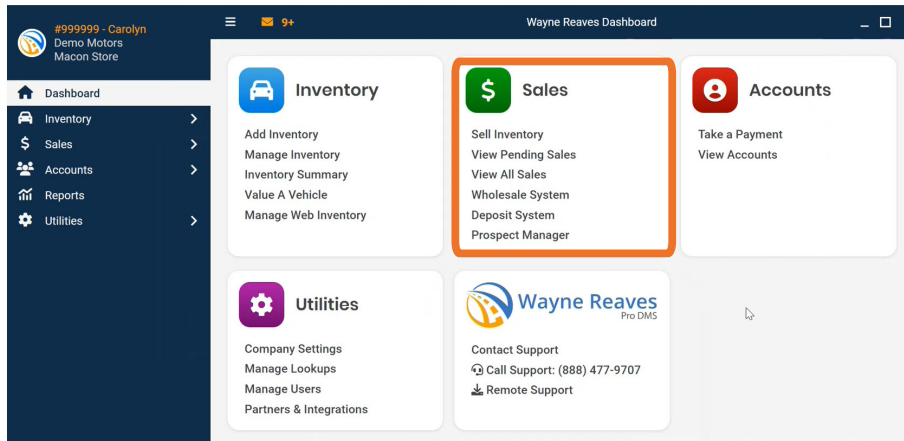 #999999 - Carolyn
Demo Motors
Macon Store
9+
Wayne Reaves Dashboard
Dashboard
Inventory
Sales
Accounts
Reports
Utilities
Inventory
Add Inventory
Manage Inventory
Inventory Summary
Value A Vehicle
Manage Web Inventory
$ Sales
Sell Inventory
View Pending Sales
View All Sales
Wholesale System
Deposit System
Prospect Manager
Accounts
Take a Payment
View Accounts
Utilities
Company Settings
Manage Lookups
Manage Users
Partners & Integrations
Wayne Reaves
Pro DMS
Contact Support
Call Support: (888) 477-9707
Remote Support